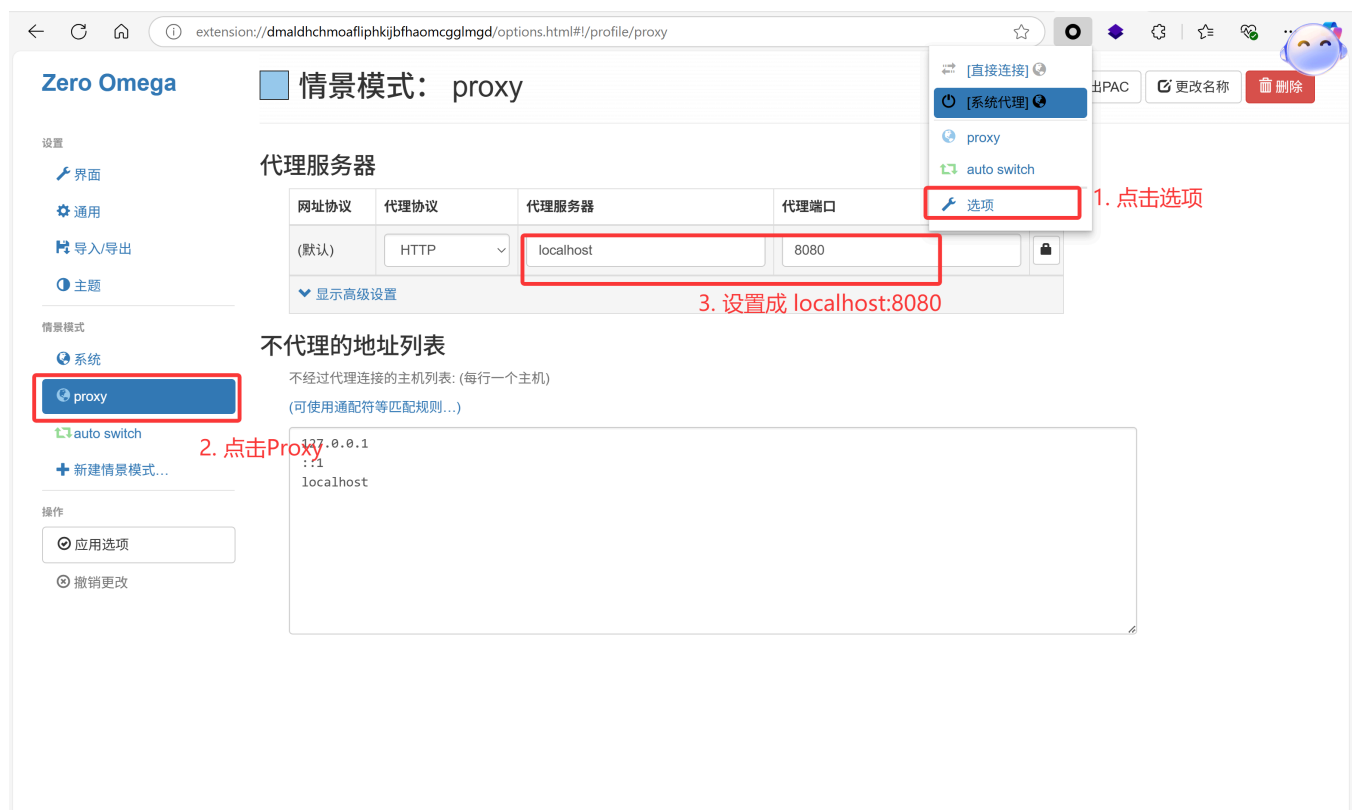 extension://dmaldhchmoafliphkijbfhaomcgglmgd/options.html#!/profile/proxy
Zero Omega
情景模式： proxy
出PAC
更改名称
删除
[直接连接]
[系统代理]
proxy
auto switch
选项
1. 点击选项
设置
界面
通用
导入/导出
主题
情景模式
系统
proxy
auto switch
新建情景模式…
操作
应用选项
撤销更改
2. 点击Proxy
代理服务器
网址协议 代理协议 代理服务器 代理端口
(默认) HTTP localhost 8080
显示高级设置
3. 设置成 localhost:8080
不代理的地址列表
不经过代理连接的主机列表: (每行一个主机)
(可使用通配符等匹配规则…)
127.0.0.1
::1
localhost